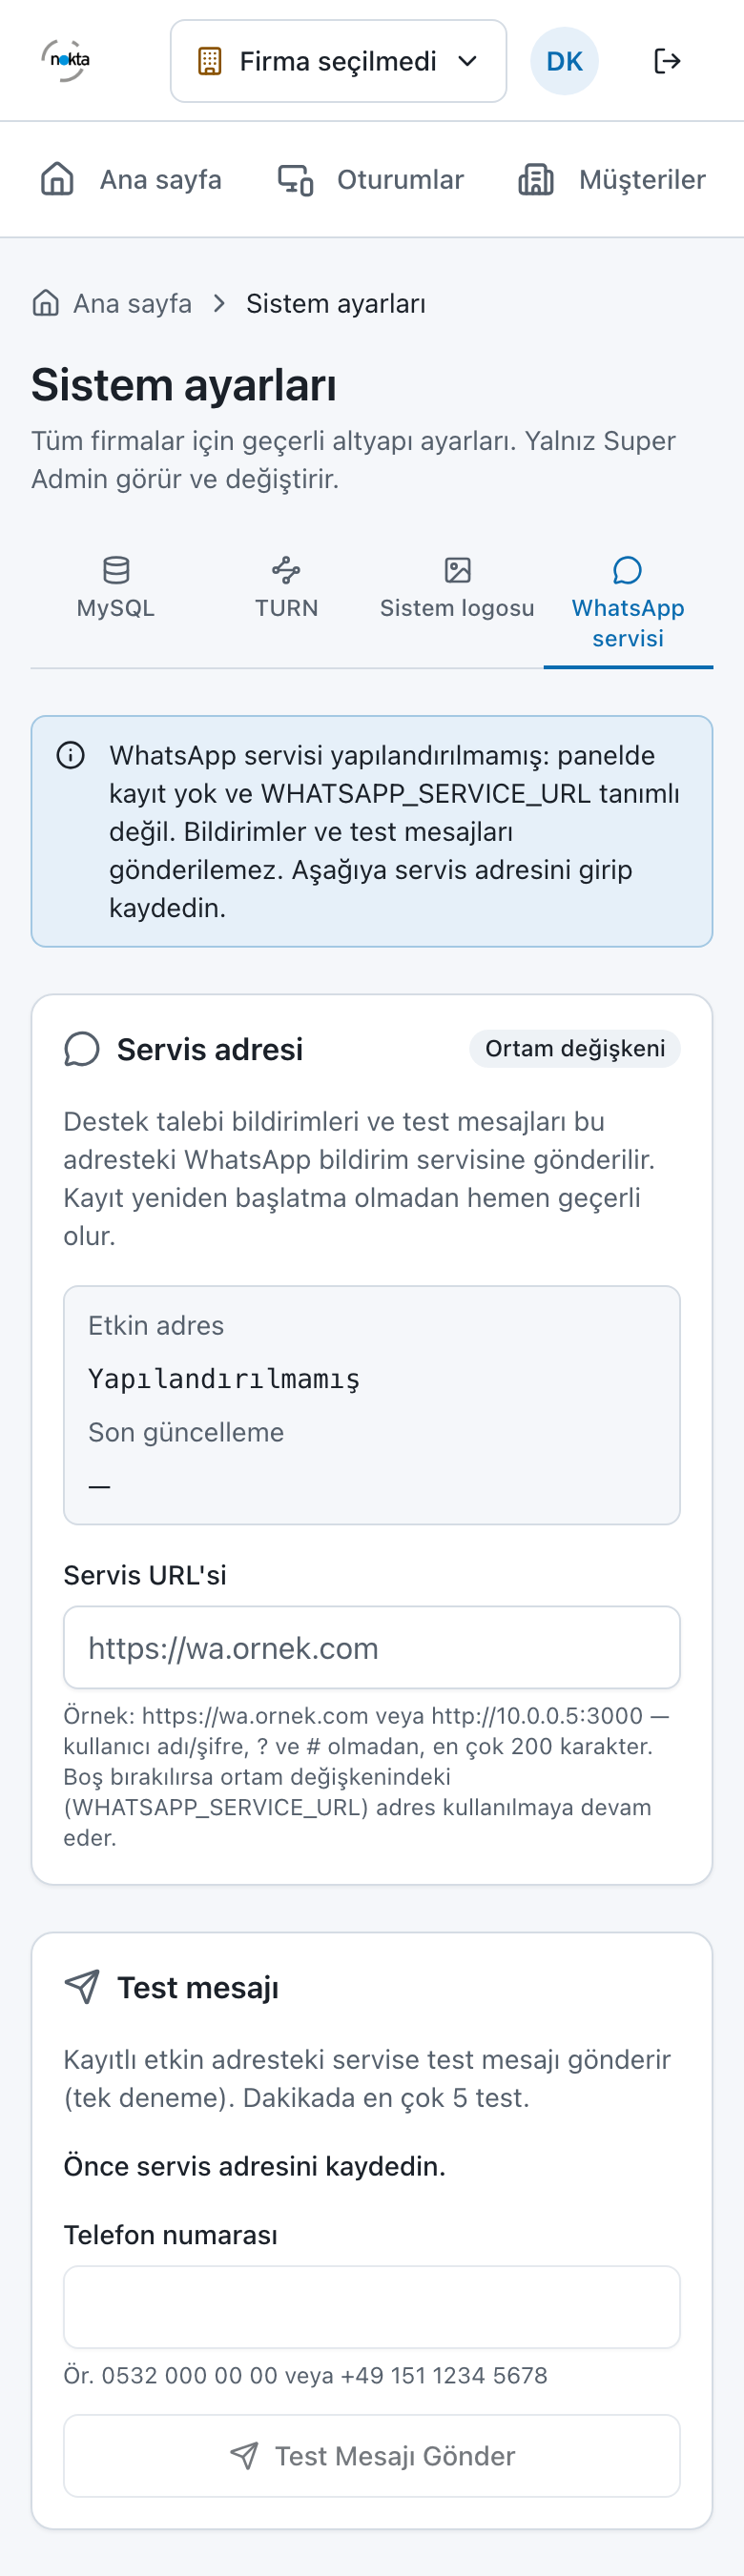 nokta
Firma seçilmedi
DK
Ana sayfa
Oturumlar
Müşteriler
Ana sayfa
Sistem ayarları
Sistem ayarları
Tüm firmalar için geçerli altyapı ayarları. Yalnız Super
Admin görür ve değiştirir.
MySQL
TURN
Sistem logosu
WhatsApp
servisi
WhatsApp servisi yapılandırılmamış: panelde
kayıt yok ve WHATSAPP_SERVICE_URL tanımlı
değil. Bildirimler ve test mesajları
gönderilemez. Aşağıya servis adresini girip
kaydedin.
Servis adresi
Ortam değişkeni
Destek talebi bildirimleri ve test mesajları bu
adresteki WhatsApp bildirim servisine gönderilir.
Kayıt yeniden başlatma olmadan hemen geçerli
olur.
Etkin adres
Yapılandırılmamış
Son güncelleme
—
Servis URL'si
https://wa.ornek.com
Örnek: https://wa.ornek.com veya http://10.0.0.5:3000 —
kullanıcı adı/şifre, ? ve # olmadan, en çok 200 karakter.
Boş bırakılırsa ortam değişkenindeki
(WHATSAPP_SERVICE_URL) adres kullanılmaya devam
eder.
Test mesajı
Kayıtlı etkin adresteki servise test mesajı gönderir
(tek deneme). Dakikada en çok 5 test.
Önce servis adresini kaydedin.
Telefon numarası
Ör. 0532 000 00 00 veya +49 151 1234 5678
Test Mesajı Gönder